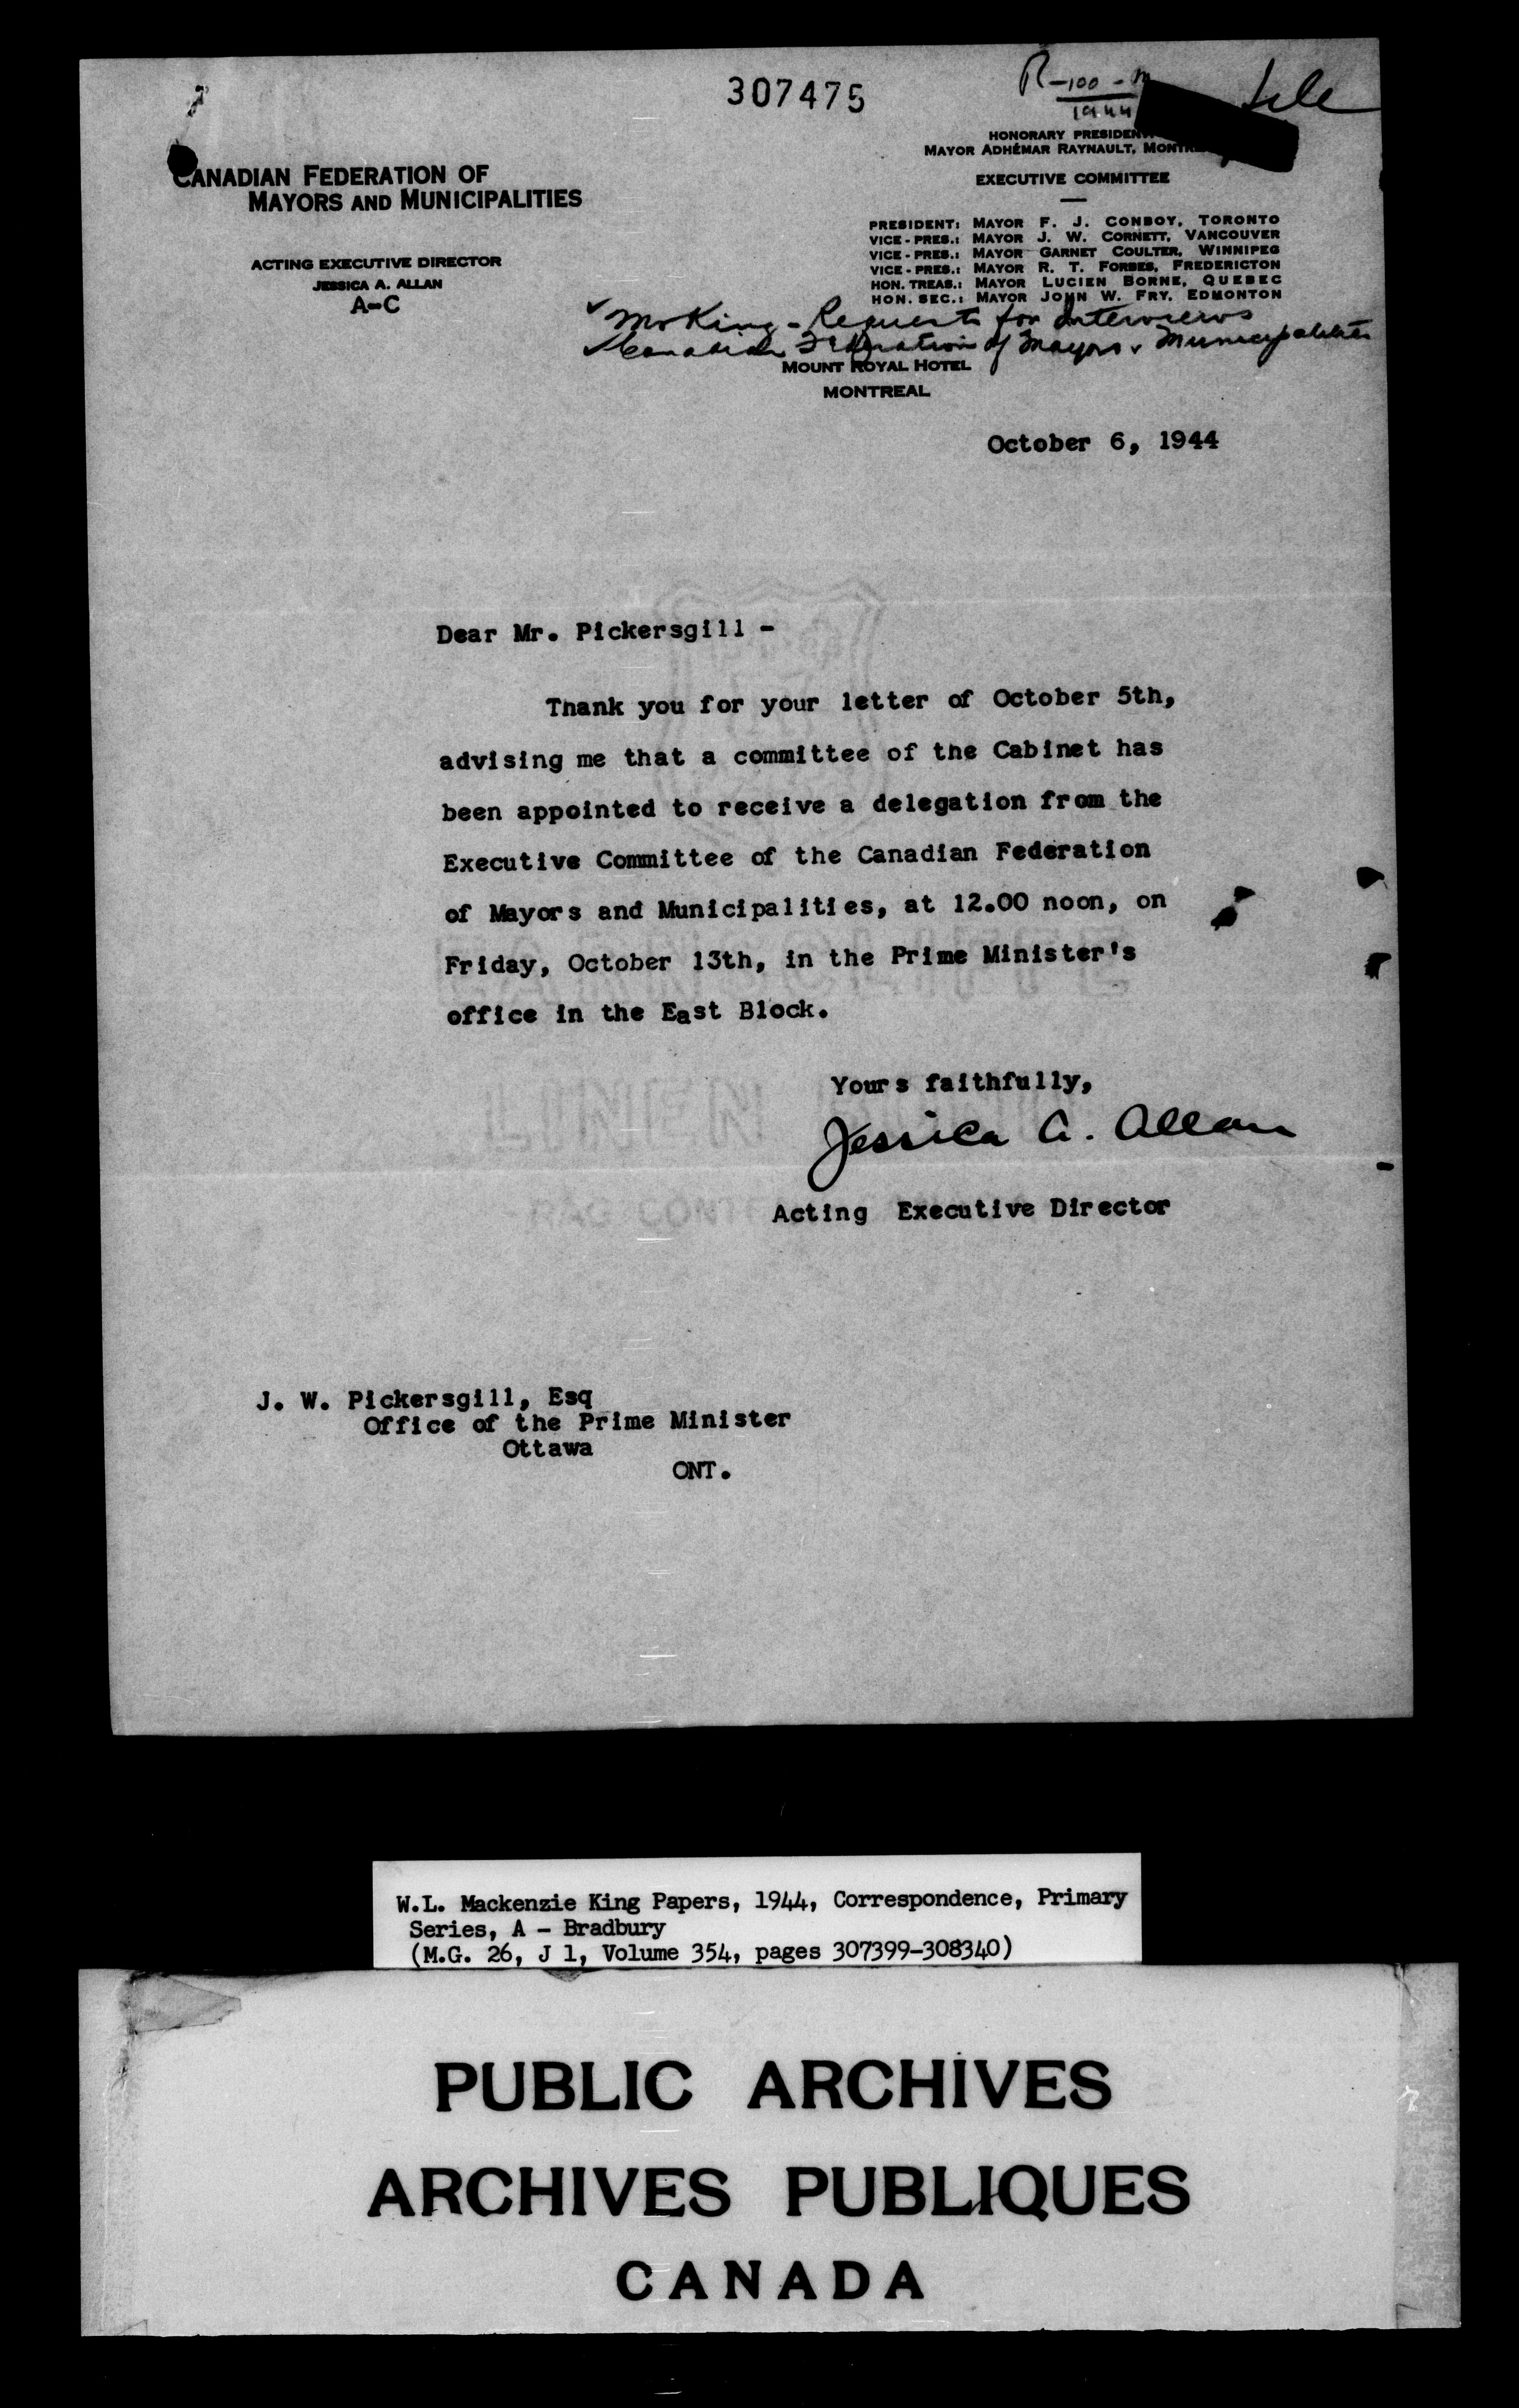 307475
R-100-M
1944
File
HONORARY PRESIDENT
MAYOR ADHÉMAR RAYNAULT,
CANADIAN FEDERATION OF
MAYORS AND MUNICIPALITIES
EXECUTIVE COMMITTEE
PRESIDENT: MAYOR F. J. CONBOY, TORONTO
VICE-PRES.: MAYOR J. W. CORNETT, VANCOUVER
VICE-PRES.: MAYOR GARNET COULTER, WINNIPEG
VICE-PRES.: MAYOR R. T. FORBES, FREDERICTON
HON. TREAS.: MAYOR LUCIEN BORNE, QUEBEC
HON. SEC.: MAYOR JOHN W. FRY, EDMONTON
ACTING EXECUTIVE DIRECTOR
JESSICA A. ALLAN
A-C
Mr King - Requests for Interviews
Canadian Federation of Mayors & Municipalities
MOUNT ROYAL HOTEL
MONTREAL
October 6, 1944
Dear Mr. Pickersgill -
Thank you for your letter of October 5th,
advising me that a committee of the Cabinet has
been appointed to receive a delegation from the
Executive Committee of the Canadian Federation
of Mayors and Municipalities, at 12.00 noon, on
Friday, October 13th, in the Prime Minister's
office in the East Block.
Yours faithfully,
Jessica A. Allan
Acting Executive Director
LINEN
RAG CONTE
J. W. Pickersgill, Esq
Office of the Prime Minister
Ottawa
ONT.
W.L. Mackenzie King Papers, 1944, Correspondence, Primary
Series, A - Bradbury
(M.G. 26, J 1, Volume 354, pages 307399-308340)
PUBLIC ARCHIVES
ARCHIVES PUBLIQUES
CANADA